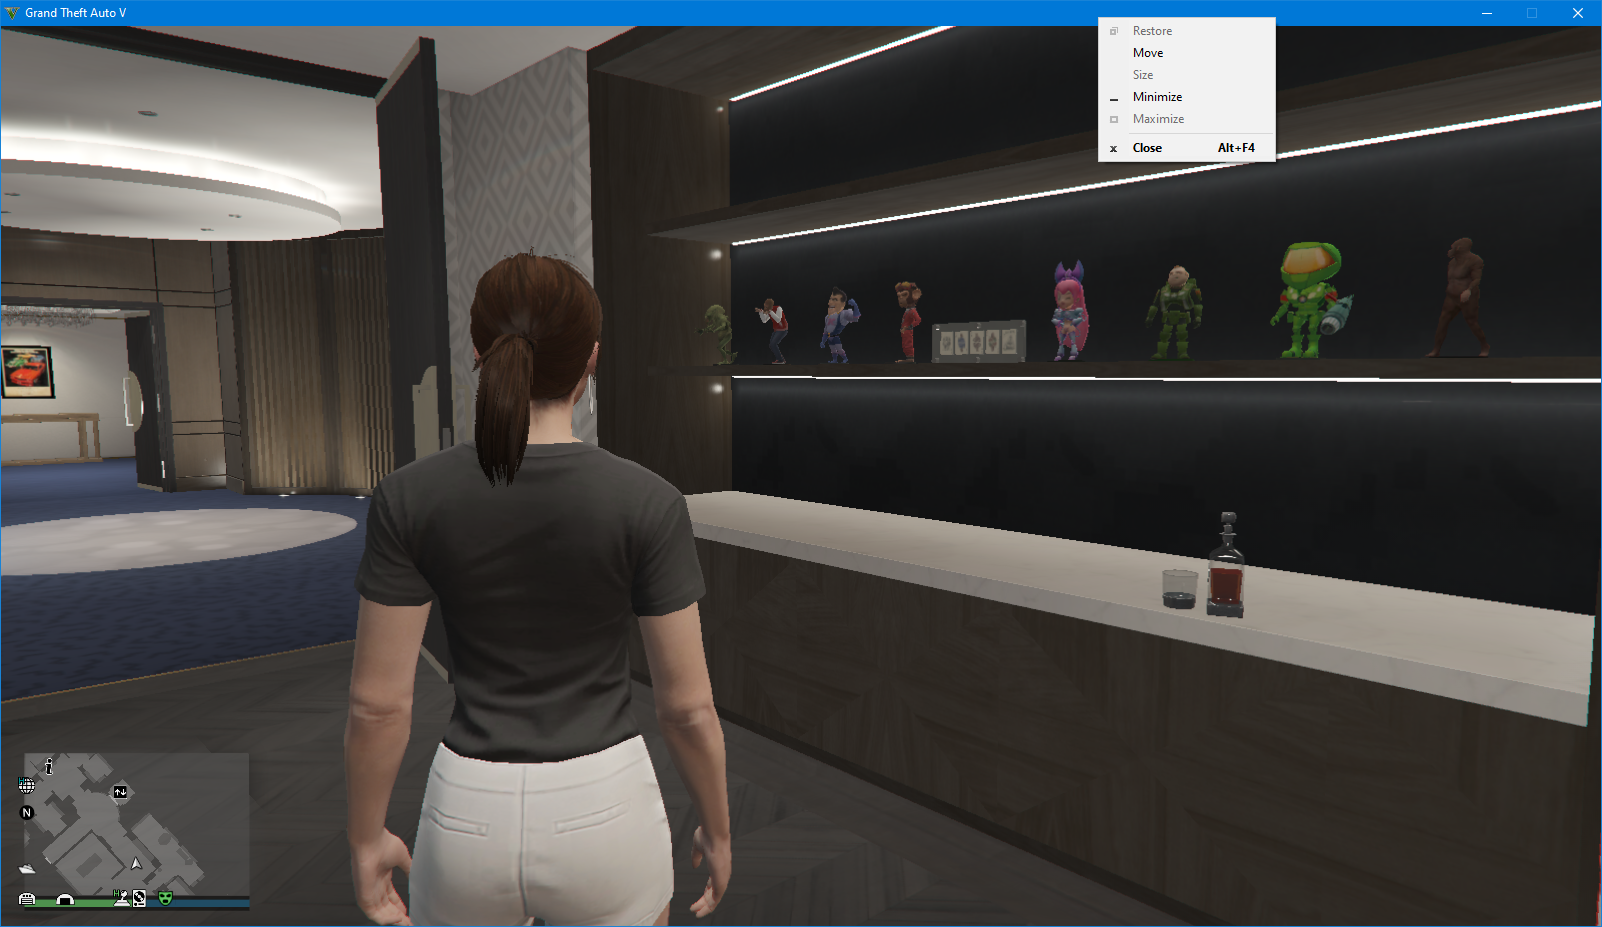 Grand Theft Auto V
Restore
Move
Size
Minimize
Maximize
Close Alt+F4
N
H